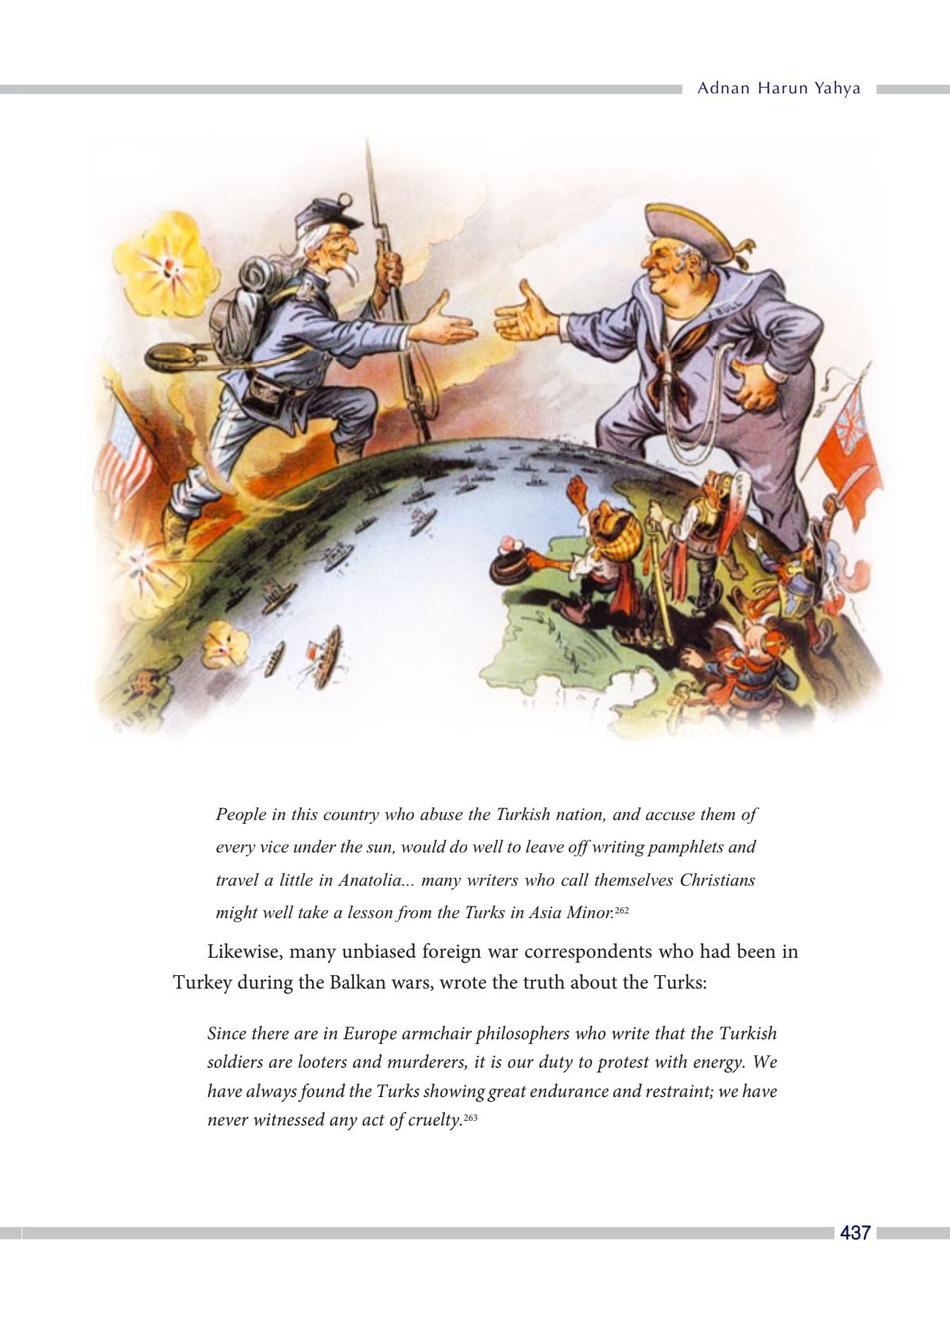 Adnan Harun Yahya
J. BULL
CUBA
People in this country who abuse the Turkish nation, and accuse them of
every vice under the sun, would do well to leave off writing pamphlets and
travel a little in Anatolia... many writers who call themselves Christians
might well take a lesson from the Turks in Asia Minor.262
Likewise, many unbiased foreign war correspondents who had been in
Turkey during the Balkan wars, wrote the truth about the Turks:
Since there are in Europe armchair philosophers who write that the Turkish
soldiers are looters and murderers, it is our duty to protest with energy. We
have always found the Turks showing great endurance and restraint; we have
never witnessed any act of cruelty.263
437